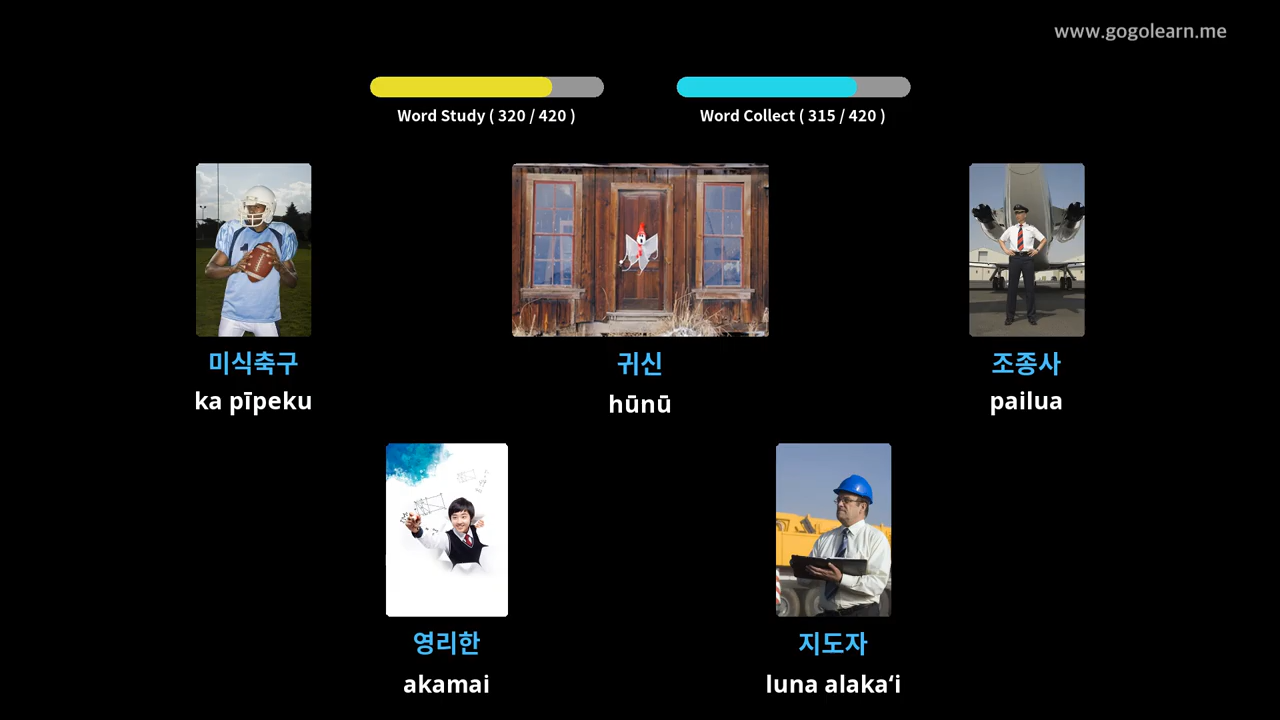 www.gogolearn.me
Word Study ( 320 / 420 )
Word Collect ( 315 / 420 )
미식축구
ka pīpeku
귀신
hūnū
조종사
pailua
영리한
akamai
지도자
luna alakaʻi